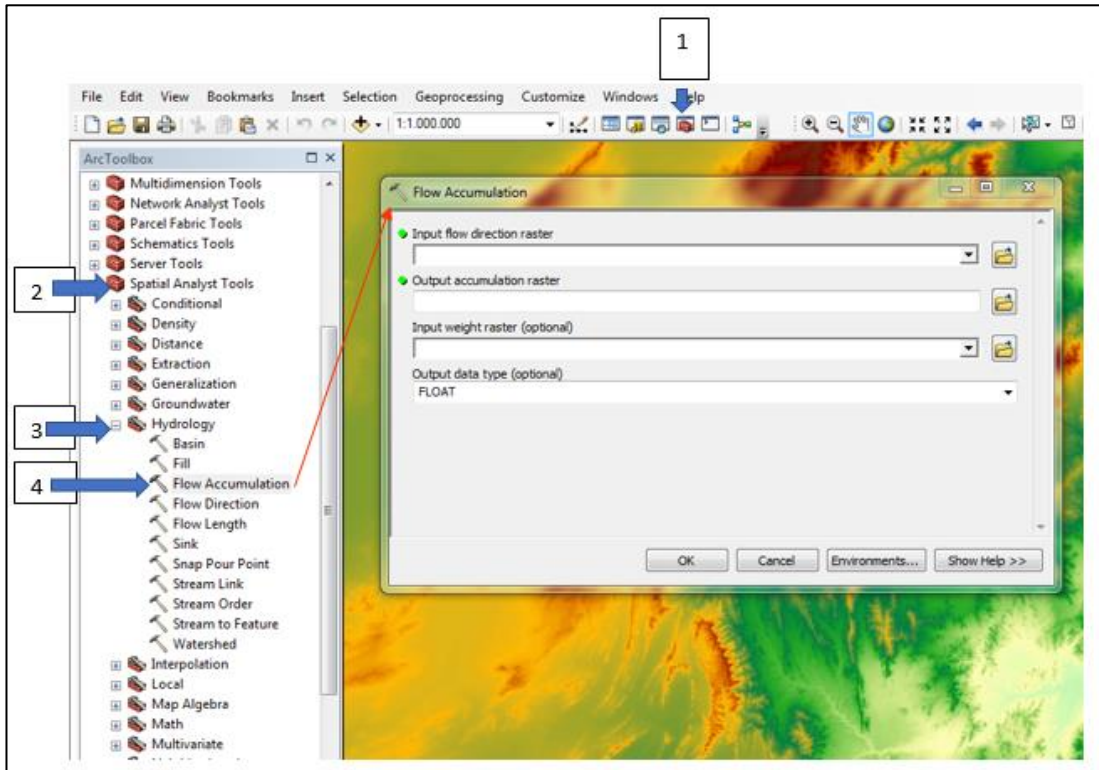 1
File Edit View Bookmarks Insert Selection Geoprocessing Customize Windows elp
1:1.000.000
ArcToolbox
Multidimension Tools
Network Analyst Tools
Parcel Fabric Tools
Schematics Tools
Server Tools
2
Spatial Analyst Tools
Conditional
Density
Distance
Extraction
Generalization
Groundwater
3
Hydrology
Basin
Fill
4
Flow Accumulation
Flow Direction
Flow Length
Sink
Snap Pour Point
Stream Link
Stream Order
Stream to Feature
Watershed
Interpolation
Local
Map Algebra
Math
Multivariate
Flow Accumulation
Input flow direction raster
Output accumulation raster
Input weight raster (optional)
Output data type (optional)
FLOAT
OK Cancel Environments... Show Help >>